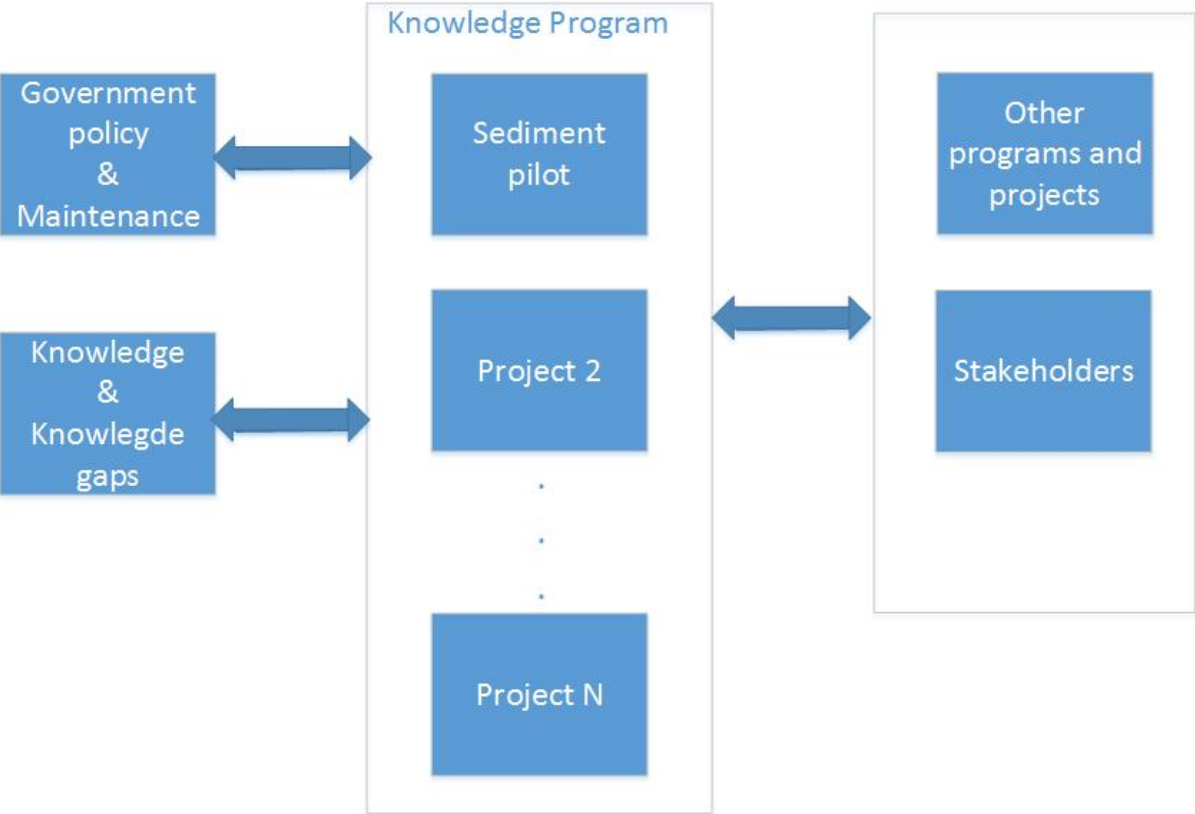 Knowledge Program
Government
policy
&
Maintenance
Knowledge
&
Knowlegde
gaps
Sediment
pilot
Project 2
.
.
.
Project N
Other
programs and
projects
Stakeholders